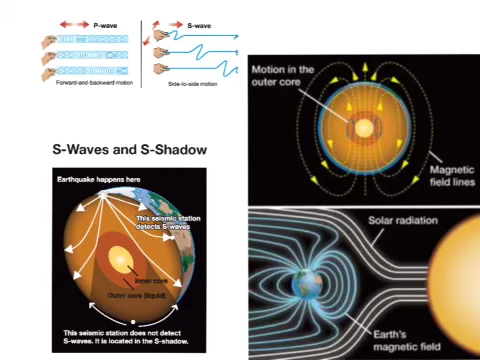 P-wave
S-wave
Forward-and-backward motion
Side-to-side motion
S-Waves and S-Shadow
Earthquake happens here
This seismic station
detects S-waves
Inner core
Outer core (liquid)
This seismic station does not detect
S-waves. It is located in the S-shadow.
Motion in the
outer core
Magnetic
field lines
Solar radiation
Earth's
magnetic field